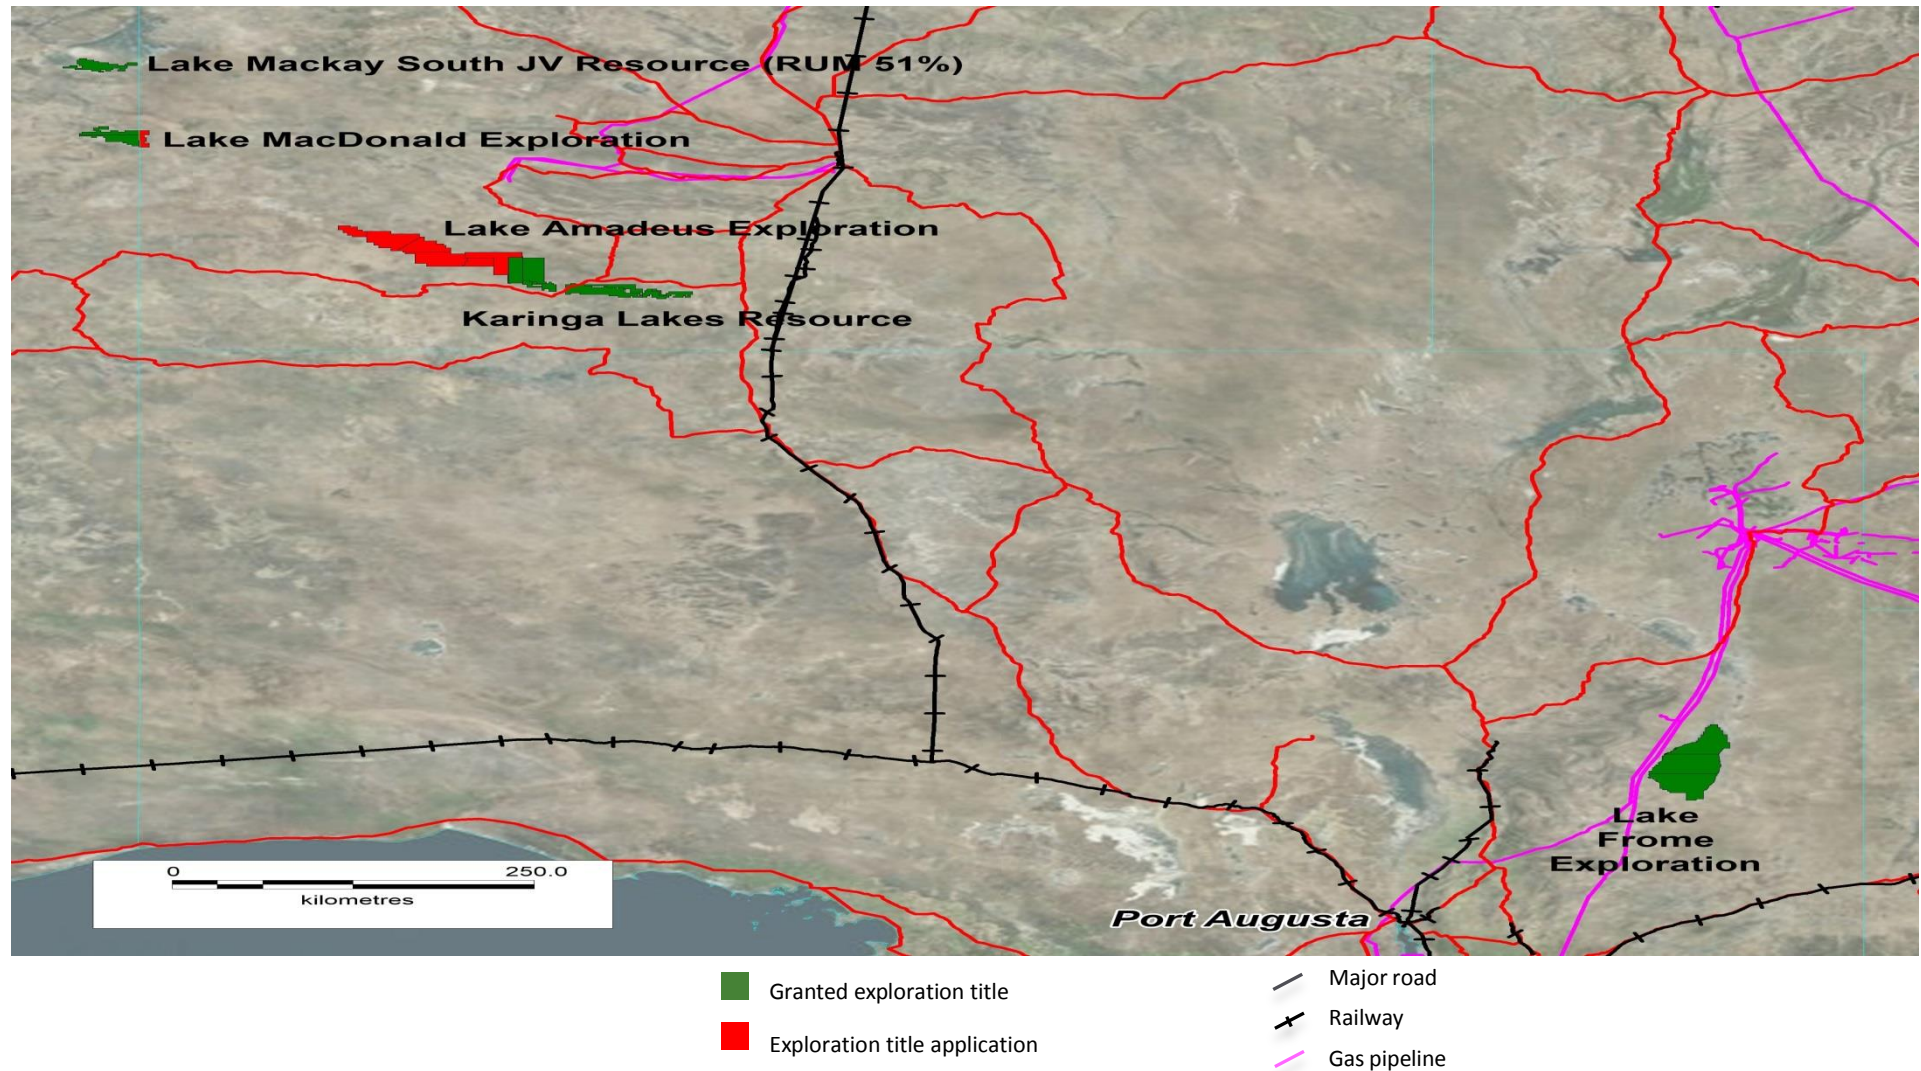 Lake Mackay South JV Resource (RUM 51%)
Lake MacDonald Exploration
Lake Amadeus Exploration
Karinga Lakes Resource
Lake
Frome
Exploration
0 250.0
kilometres
Port Augusta
Granted exploration title
Exploration title application
Major road
Railway
Gas pipeline